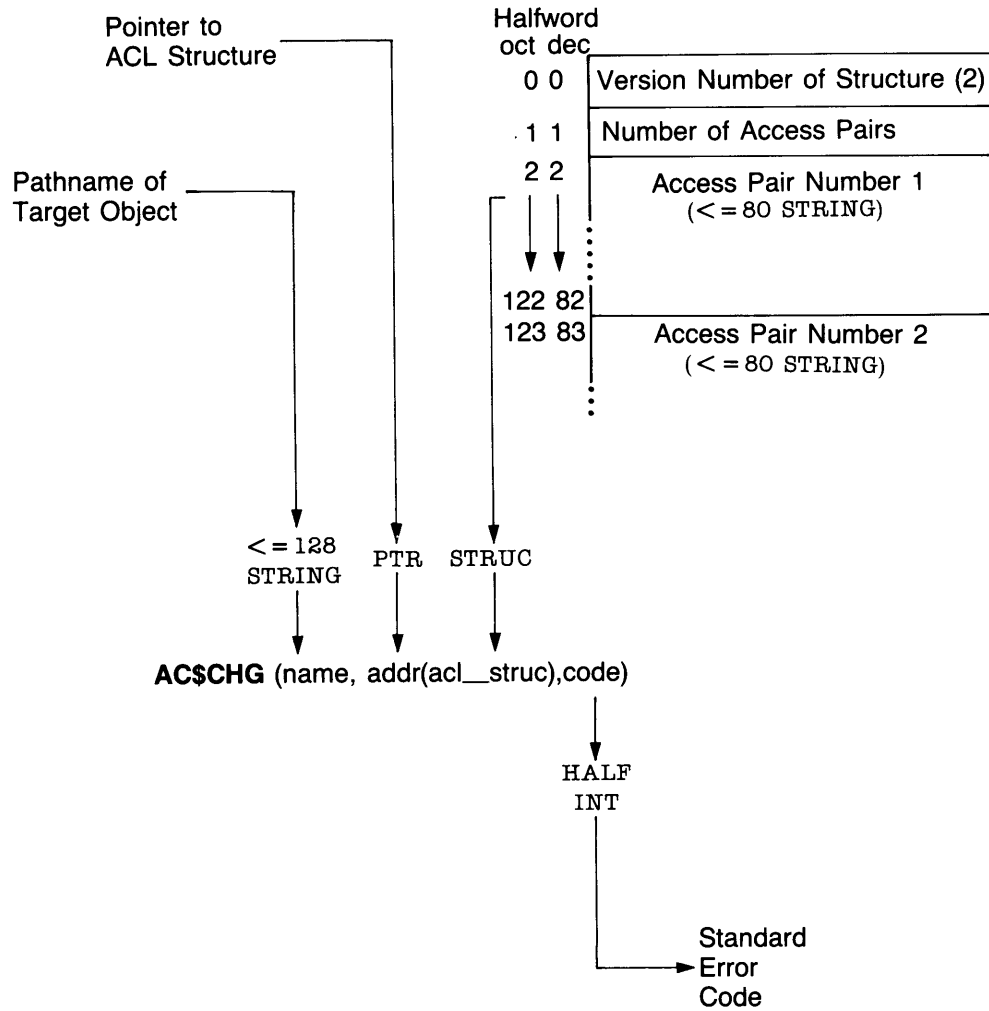 Pointer to
ACL Structure
Halfword
oct dec
0 0 Version Number of Structure (2)
1 1 Number of Access Pairs
2 2 Access Pair Number 1
(<=80 STRING)
Pathname of
Target Object
122 82
123 83 Access Pair Number 2
(<=80 STRING)
<=128
STRING
PTR
STRUC
AC$CHG (name, addr(acl__struc),code)
HALF
INT
Standard
Error
Code